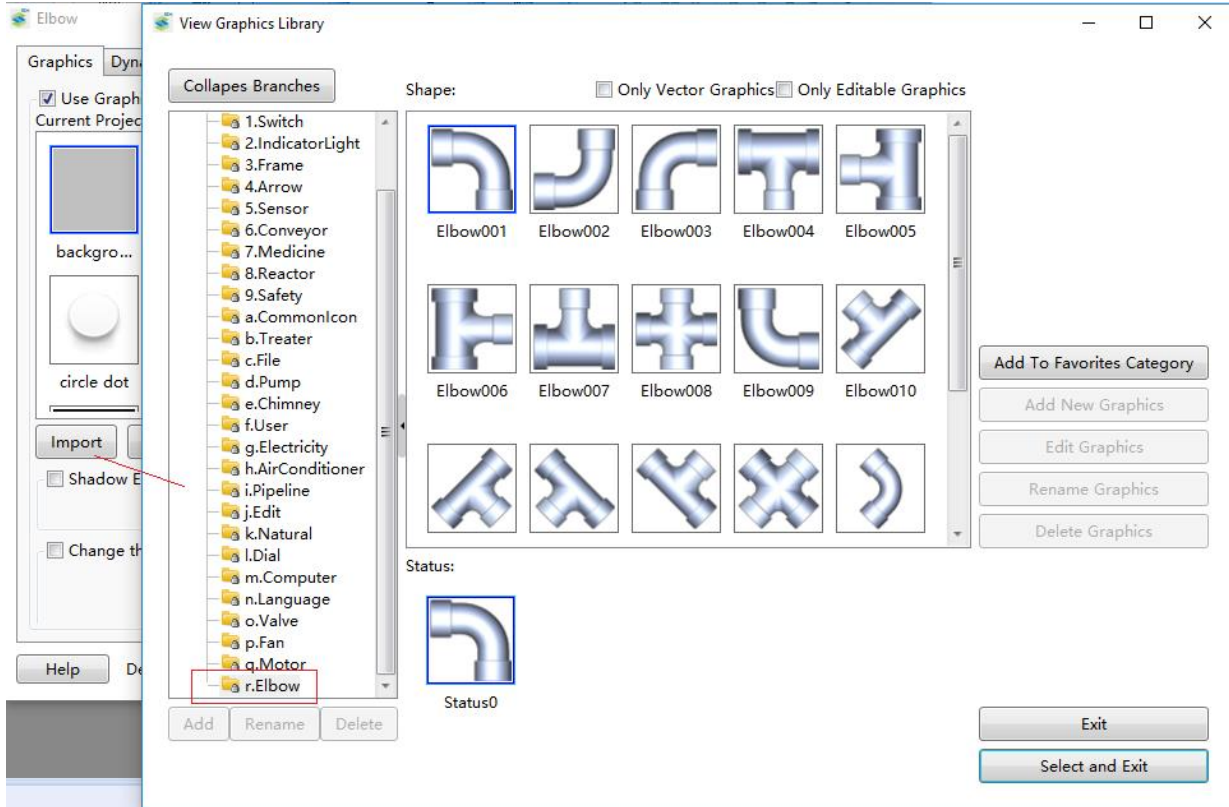 Elbow
Graphics Dyn
Use Graph
Current Projec
backgro...
circle dot
Import
Shadow E
Change th
Help De
View Graphics Library
Collapes Branches
Shape:
Only Vector Graphics
Only Editable Graphics
1.Switch
2.IndicatorLight
3.Frame
4.Arrow
5.Sensor
6.Conveyor
7.Medicine
8.Reactor
9.Safety
a.CommonIcon
b.Treater
c.File
d.Pump
e.Chimney
f.User
g.Electricity
h.AirConditioner
i.Pipeline
j.Edit
k.Natural
l.Dial
m.Computer
n.Language
o.Valve
p.Fan
q.Motor
r.Elbow
Add Rename Delete
Elbow001 Elbow002 Elbow003 Elbow004 Elbow005
Elbow006 Elbow007 Elbow008 Elbow009 Elbow010
Status:
Status0
Add To Favorites Category
Add New Graphics
Edit Graphics
Rename Graphics
Delete Graphics
Exit
Select and Exit